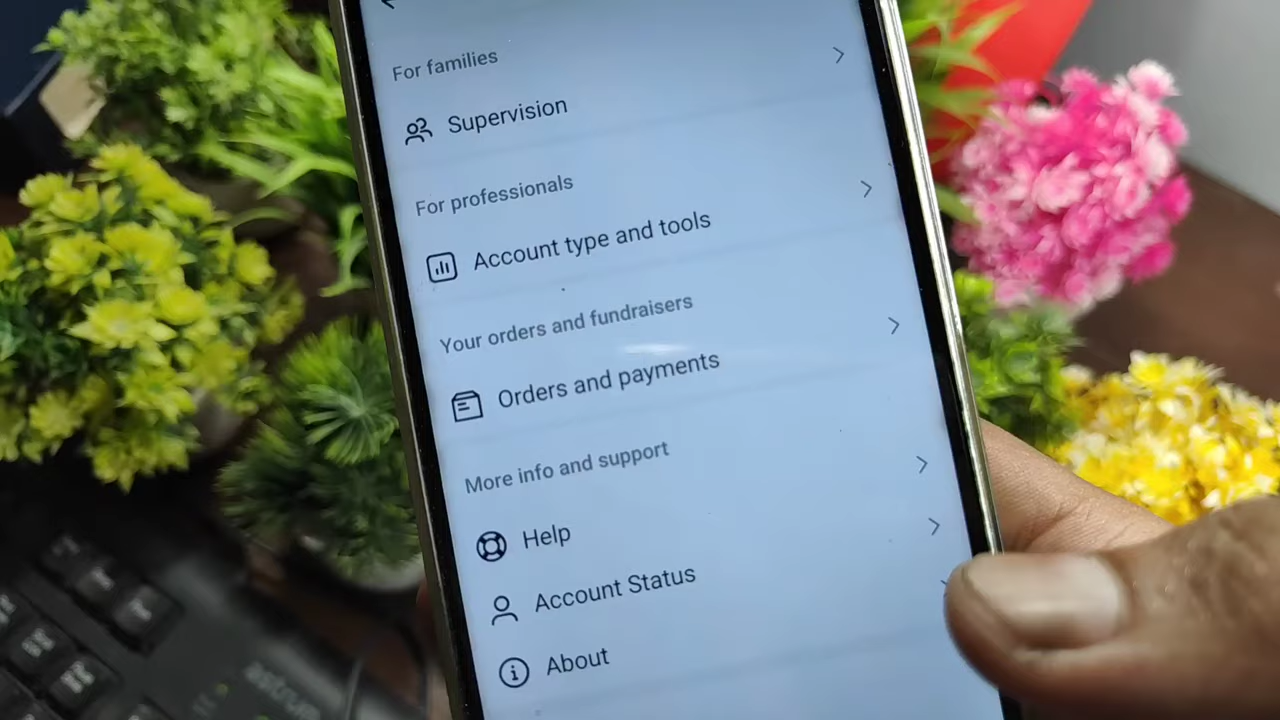 For families
Supervision
For professionals
Account type and tools
Your orders and fundraisers
Orders and payments
More info and support
Help
Account Status
About